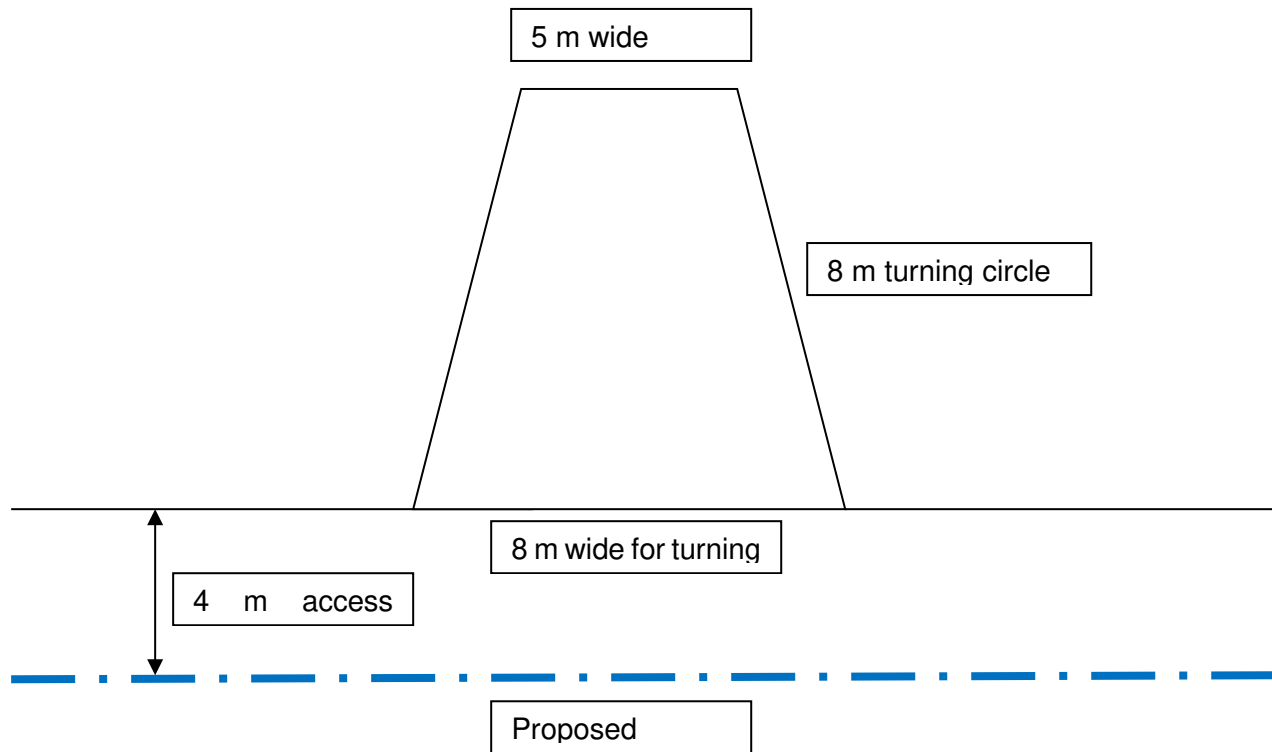 5 m wide
8 m turning circle
8 m wide for turning
4 m access
Proposed